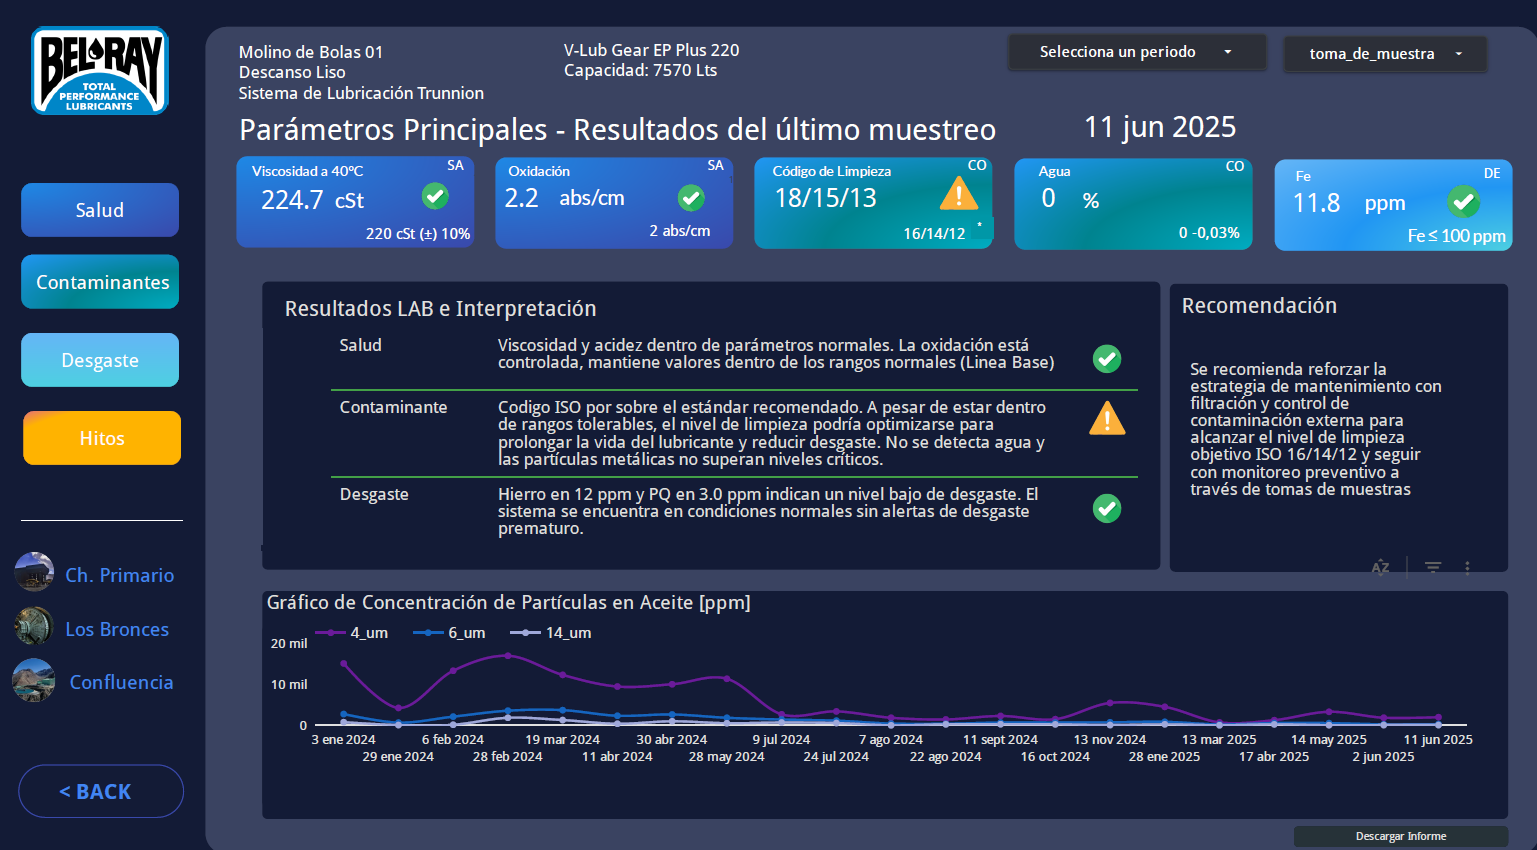 BEL-RAY
TOTAL
PERFORMANCE
LUBRICANTS
Molino de Bolas 01
Descanso Liso
Sistema de Lubricación Trunnion
V-Lub Gear EP Plus 220
Capacidad: 7570 Lts
Selecciona un periodo
toma_de_muestra
Parámetros Principales - Resultados del último muestreo
11 jun 2025
Viscosidad a 40°C
SA
224.7 cSt
220 cSt (±) 10%
Oxidación
SA
2.2 abs/cm
2 abs/cm
Código de Limpieza
CO
18/15/13
16/14/12 *
Agua
CO
0 %
0 -0,03%
Fe
DE
11.8 ppm
Fe ≤ 100 ppm
Salud
Contaminantes
Desgaste
Hitos
Ch. Primario
Los Bronces
Confluencia
< BACK
Resultados LAB e Interpretación
Salud
Viscosidad y acidez dentro de parámetros normales. La oxidación está
controlada, mantiene valores dentro de los rangos normales (Linea Base)
Contaminante
Codigo ISO por sobre el estándar recomendado. A pesar de estar dentro
de rangos tolerables, el nivel de limpieza podría optimizarse para
prolongar la vida del lubricante y reducir desgaste. No se detecta agua y
las partículas metálicas no superan niveles críticos.
Desgaste
Hierro en 12 ppm y PQ en 3.0 ppm indican un nivel bajo de desgaste. El
sistema se encuentra en condiciones normales sin alertas de desgaste
prematuro.
Recomendación
Se recomienda reforzar la
estrategia de mantenimiento con
filtración y control de
contaminación externa para
alcanzar el nivel de limpieza
objetivo ISO 16/14/12 y seguir
con monitoreo preventivo a
través de tomas de muestras
AZ
Gráfico de Concentración de Partículas en Aceite [ppm]
4_um 6_um 14_um
20 mil
10 mil
0
3 ene 2024 6 feb 2024 19 mar 2024 30 abr 2024 9 jul 2024 7 ago 2024 11 sept 2024 13 nov 2024 13 mar 2025 14 may 2025 11 jun 2025
29 ene 2024 28 feb 2024 11 abr 2024 28 may 2024 24 jul 2024 22 ago 2024 16 oct 2024 28 ene 2025 17 abr 2025 2 jun 2025
Descargar Informe